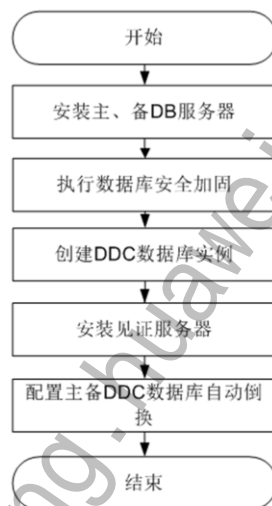 开始
安装主、备DB服务器
执行数据库安全加固
创建DDC数据库实例
安装见证服务器
配置主备DDC数据库自动倒
换
结束
ng.huawei